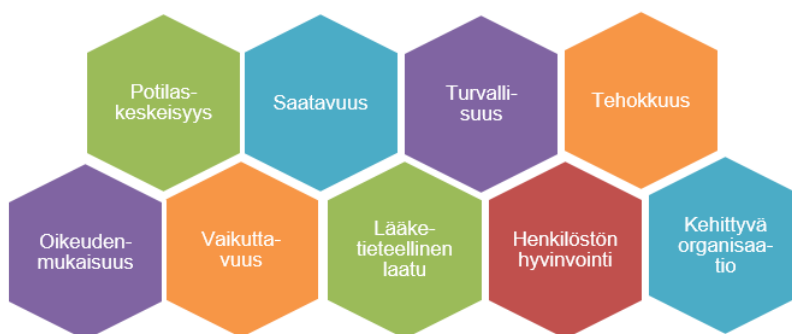 Potilas-
keskeisyys
Saatavuus
Turvalli-
suus
Tehokkuus
Oikeuden-
mukaisuus
Vaikutta-
vuus
Lääke-
tieteellinen
laatu
Henkilöstön
hyvinvointi
Kehittyvä
organisaa-
tio